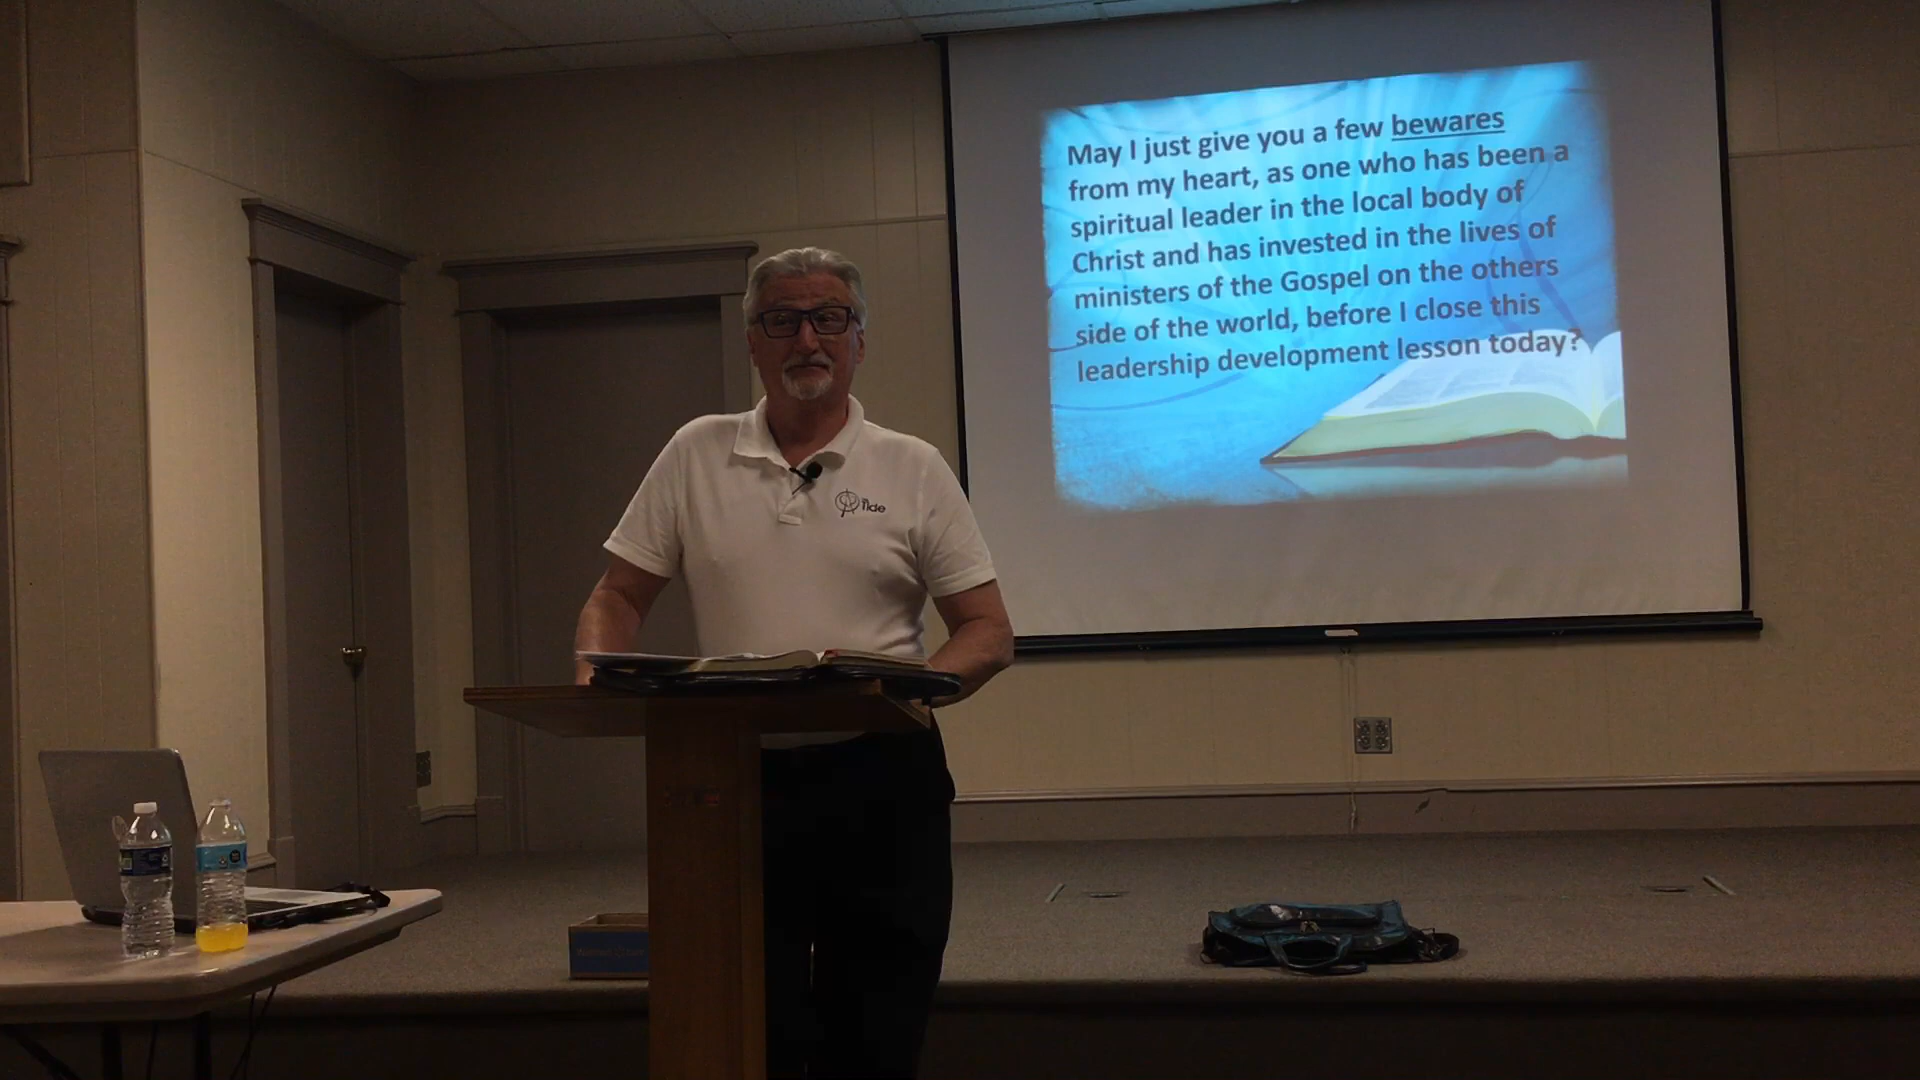 May I just give you a few bewares
from my heart, as one who has been a
spiritual leader in the local body of
Christ and has invested in the lives of
ministers of the Gospel on the others
side of the world, before I close this
leadership development lesson today?
Tide